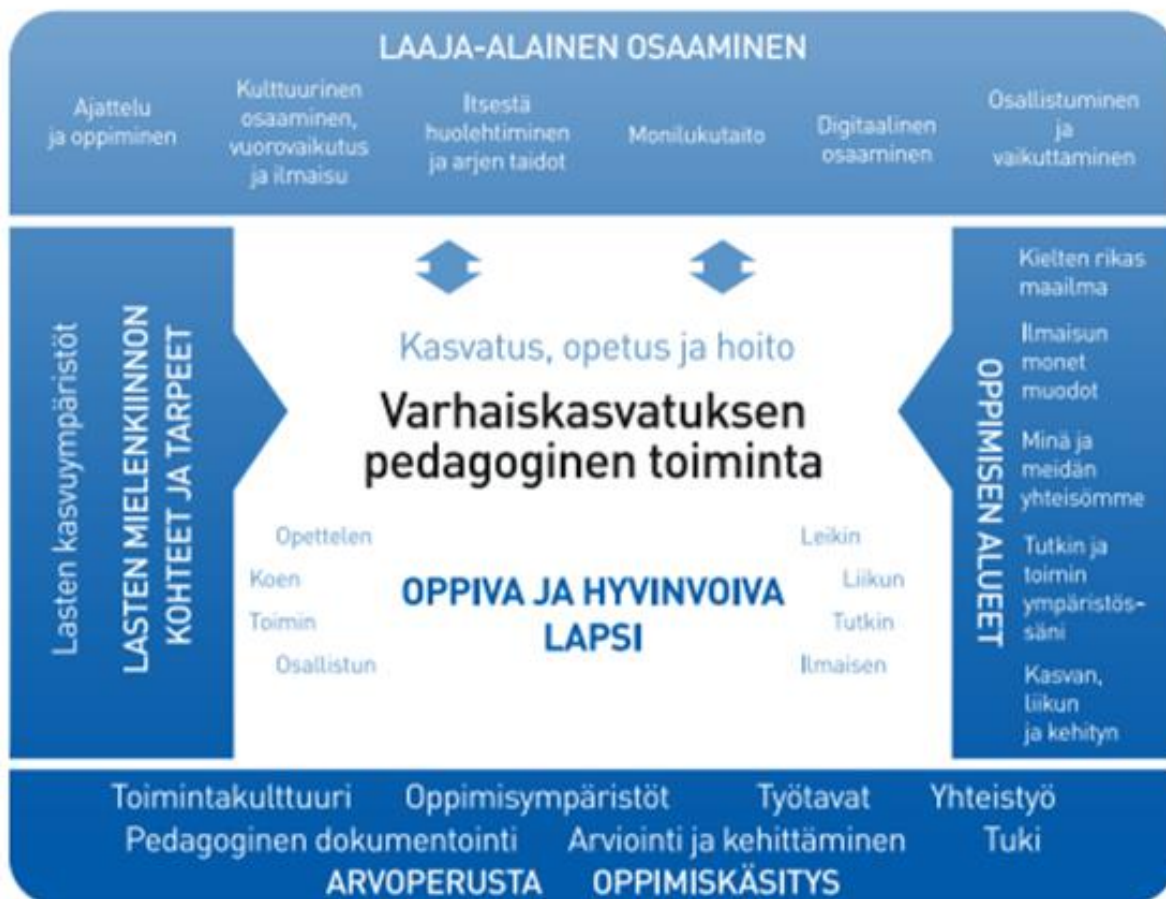 LAAJA-ALAINEN OSAAMINEN
Ajattelu
ja oppiminen
Kulttuurinen
osaaminen,
vuorovaikutus
ja ilmaisu
Itsestä
huolehtiminen
ja arjen taidot
Monilukutaito
Digitaalinen
osaaminen
Osallistuminen
ja
vaikuttaminen
Lasten kasvuympäristöt
LASTEN MIELENKIINNON
KOHTEET JA TARPEET
Kasvatus, opetus ja hoito
Varhaiskasvatuksen
pedagoginen toiminta
Opettelen
Koen
Toimin
Osallistun
OPPIVA JA HYVINVOIVA
LAPSI
Leikin
Liikun
Tutkin
Ilmaisen
OPPIMISEN ALUEET
Kielten rikas
maailma
Ilmaisun
monet
muodot
Minä ja
meidän
yhteisömme
Tutkin ja
toimin
ympäristös-
säni
Kasvan,
liikun
ja kehityn
Toimintakulttuuri Oppimisympäristöt Työtavat Yhteistyö
Pedagoginen dokumentointi Arviointi ja kehittäminen Tuki
ARVOPERUSTA OPPIMISKÄSITYS